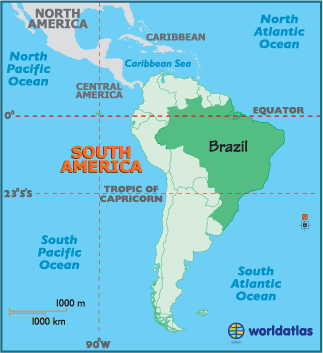 NORTH
AMERICA
CARIBBEAN
North
Atlantic
Ocean
North
Pacific
Ocean
Caribbean Sea
CENTRAL
AMERICA
EQUATOR
0°
Brazil
SOUTH
AMERICA
23°5's
TROPIC OF
CAPRICORN
South
Pacific
Ocean
South
Atlantic
Ocean
1000 m
1000 km
90°W
worldatlas